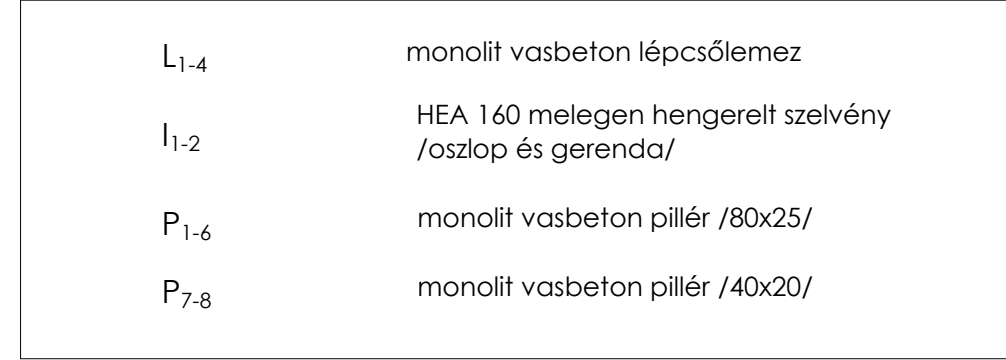 L1-4 monolit vasbeton lépcsőlemez
I1-2 HEA 160 melegen hengerelt szelvény
/oszlop és gerenda/
P1-6 monolit vasbeton pillér /80x25/
P7-8 monolit vasbeton pillér /40x20/